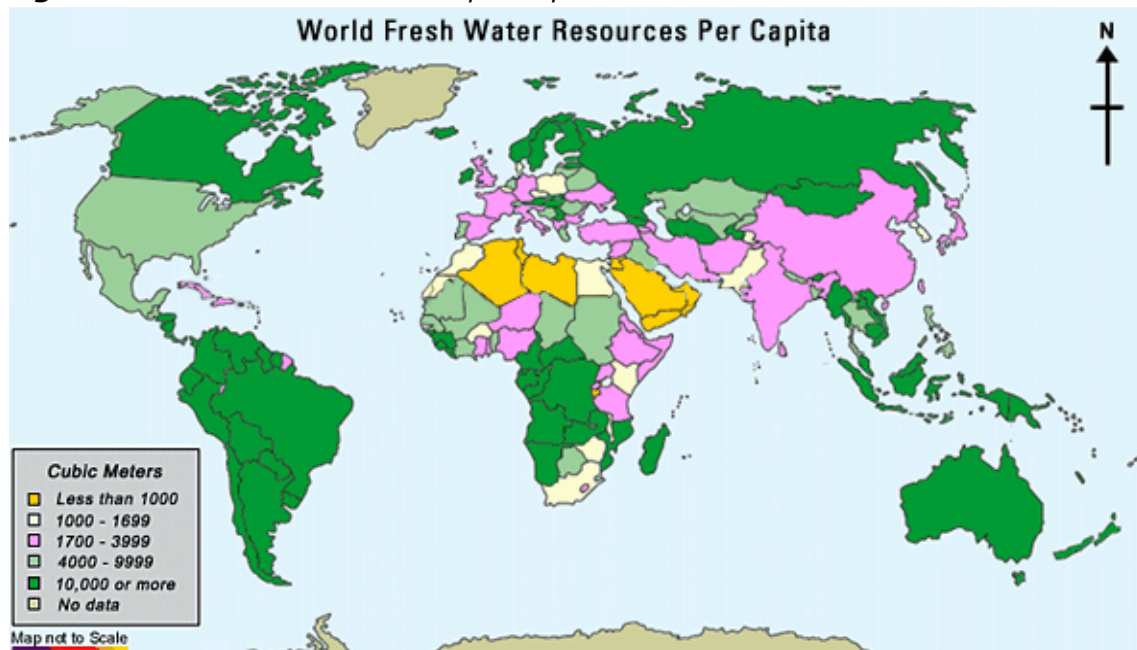 World Fresh Water Resources Per Capita
N
Cubic Meters
Less than 1000
1000 - 1699
1700 - 3999
4000 - 9999
10,000 or more
No data
Map not to Scale